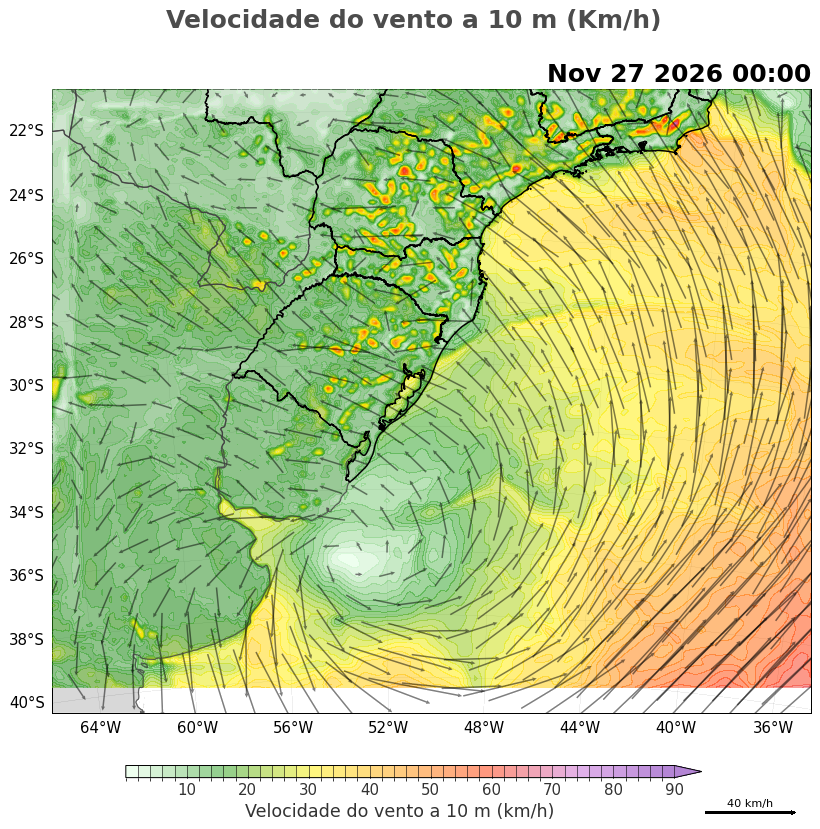 Velocidade do vento a 10 m (Km/h)
Nov 27 2026 00:00
22°S
24°S
26°S
28°S
30°S
32°S
34°S
36°S
38°S
40°S
64°W 60°W 56°W 52°W 48°W 44°W 40°W 36°W
10 20 30 40 50 60 70 80 90
Velocidade do vento a 10 m (km/h)
40 km/h